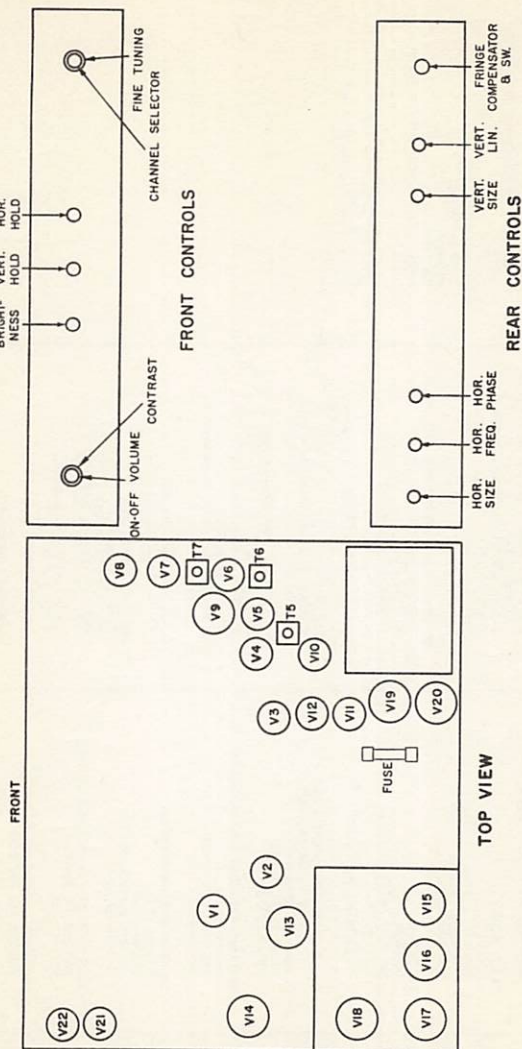 FRONT
V22
V21
V14
V18
V17
V16
V15
V1
V13
V2
FUSE
V3
V12
V11
V19
V20
V4
V5
T5
V10
V9
V6
T6
V8
V7
T7
TOP VIEW
BRIGHT-
NESS
VERT.
HOLD
HOR.
HOLD
ON-OFF VOLUME
CONTRAST
CHANNEL SELECTOR
FINE TUNING
FRONT CONTROLS
HOR.
SIZE
HOR.
FREQ.
HOR.
PHASE
VERT.
SIZE
VERT.
LIN.
FRINGE
COMPENSATOR
& SW.
REAR CONTROLS